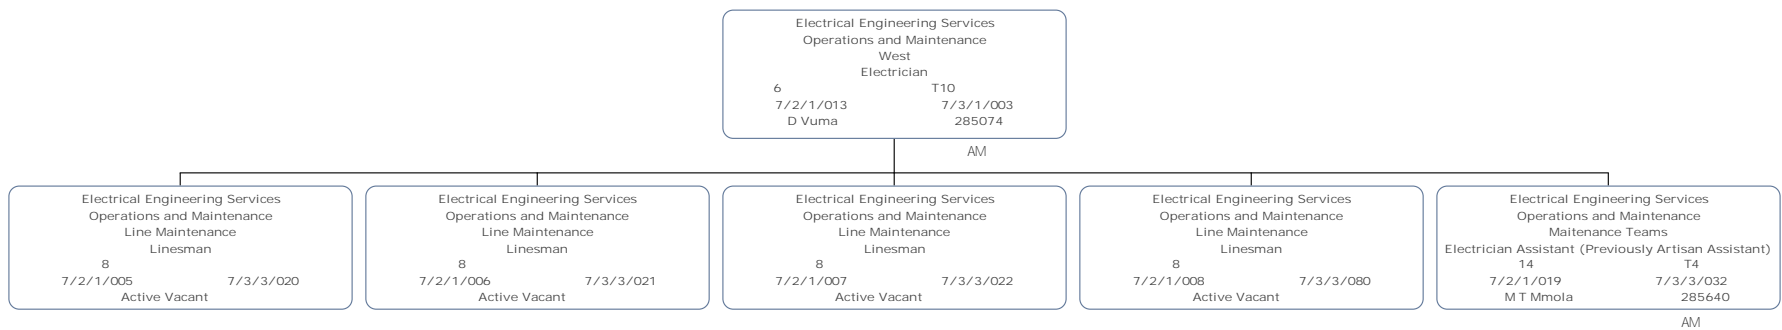 Electrical Engineering Services
Operations and Maintenance
West
Electrician
6 T10
7/2/1/013 7/3/1/003
D Vuma 285074
AM
Electrical Engineering Services
Operations and Maintenance
Line Maintenance
Linesman
8
7/2/1/005 7/3/3/020
Active Vacant
Electrical Engineering Services
Operations and Maintenance
Line Maintenance
Linesman
8
7/2/1/006 7/3/3/021
Active Vacant
Electrical Engineering Services
Operations and Maintenance
Line Maintenance
Linesman
8
7/2/1/007 7/3/3/022
Active Vacant
Electrical Engineering Services
Operations and Maintenance
Line Maintenance
Linesman
8
7/2/1/008 7/3/3/080
Active Vacant
Electrical Engineering Services
Operations and Maintenance
Maitenance Teams
Electrician Assistant (Previously Artisan Assistant)
14 T4
7/2/1/019 7/3/3/032
M T Mmola 285640
AM